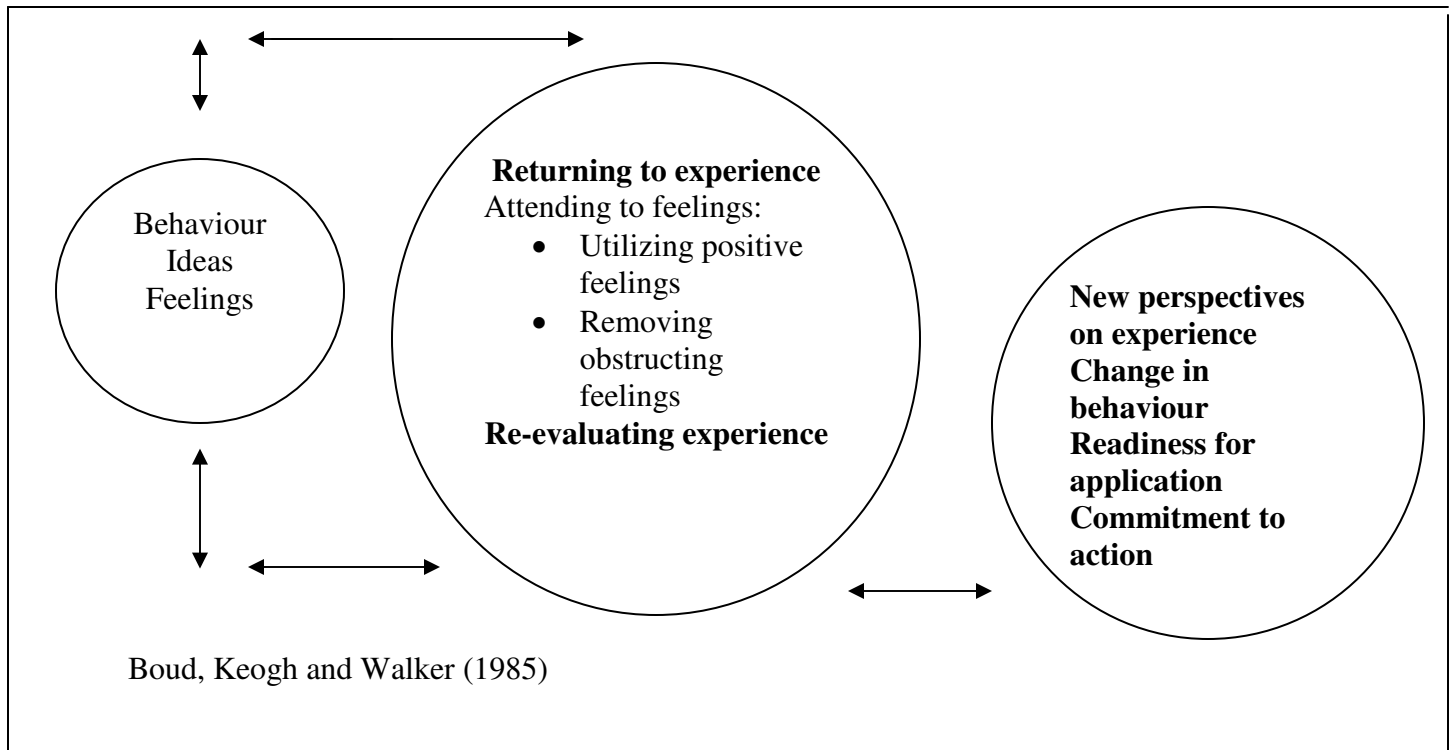 Behaviour
Ideas
Feelings
Returning to experience
Attending to feelings:
• Utilizing positive
feelings
• Removing
obstructing
feelings
Re-evaluating experience
New perspectives
on experience
Change in
behaviour
Readiness for
application
Commitment to
action
Boud, Keogh and Walker (1985)